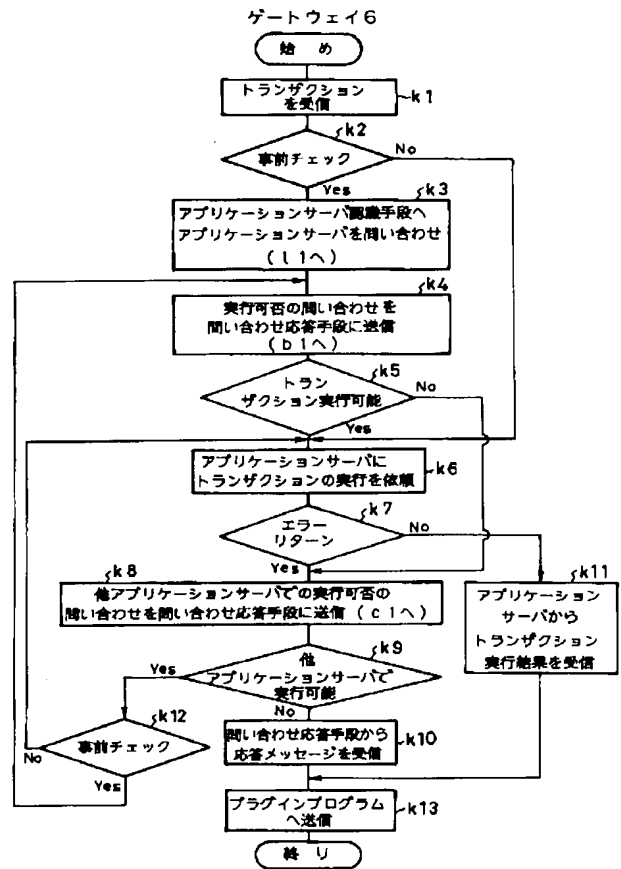 ゲートウェイ6
始 め
トランザクション
を受信
k1
k2
事前チェック
No
Yes
k3
アプリケーションサーバ認識手段へ
アプリケーションサーバを問い合わせ
(l1へ)
k4
実行可否の問い合わせを
問い合わせ応答手段に送信
(b1へ)
k5
トラン
ザクション実行可能
No
Yes
アプリケーションサーバに
トランザクションの実行を依頼
k6
k7
エラー
リターン
No
Yes
k8
他アプリケーションサーバでの実行可否の
問い合わせを問い合わせ応答手段に送信(c1へ)
k11
アプリケーション
サーバから
トランザクション
実行結果を受信
k9
他
アプリケーションサーバで
実行可能
Yes
No
k12
事前チェック
No
Yes
問い合わせ応答手段から
応答メッセージを受信
k10
プラグインプログラム
へ送信
k13
終 り